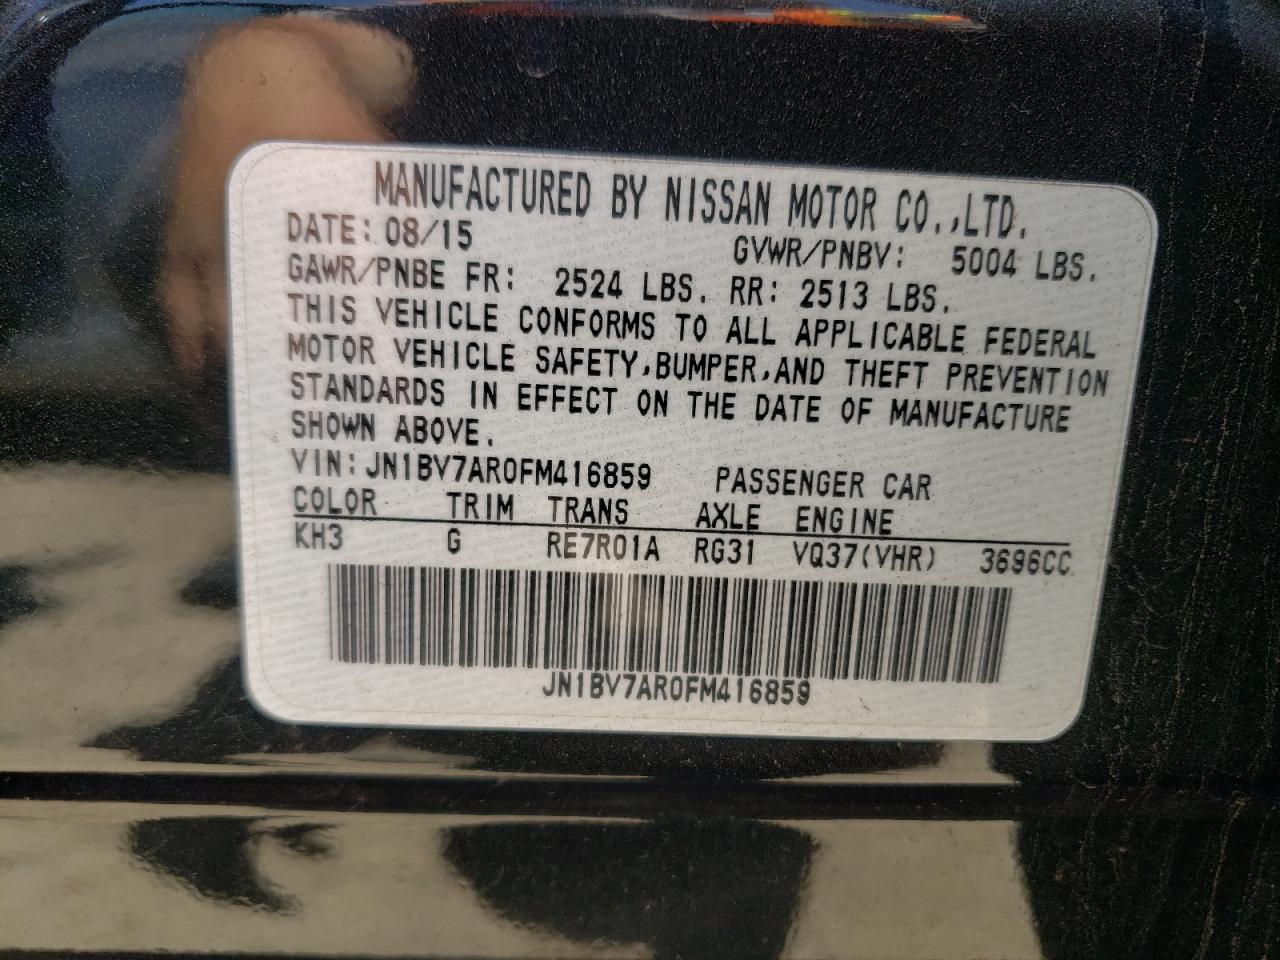 MANUFACTURED BY NISSAN MOTOR CO.,LTD.
DATE: 08/15 GVWR/PNBV: 5004 LBS.
GAWR/PNBE FR: 2524 LBS. RR: 2513 LBS.
THIS VEHICLE CONFORMS TO ALL APPLICABLE FEDERAL
MOTOR VEHICLE SAFETY,BUMPER,AND THEFT PREVENTION
STANDARDS IN EFFECT ON THE DATE OF MANUFACTURE
SHOWN ABOVE.
VIN: JN1BV7AR0FM416859 PASSENGER CAR
COLOR TRIM TRANS AXLE ENGINE
KH3 G RE7R01A RG31 VQ37(VHR) 3696CC
JN1BV7AR0FM416859